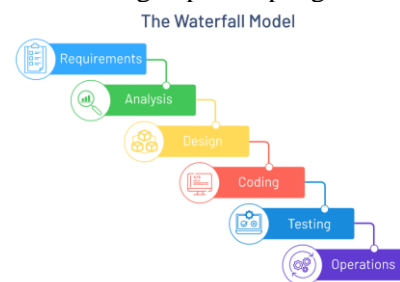 The Waterfall Model
Requirements
Analysis
Design
Coding
Testing
Operations